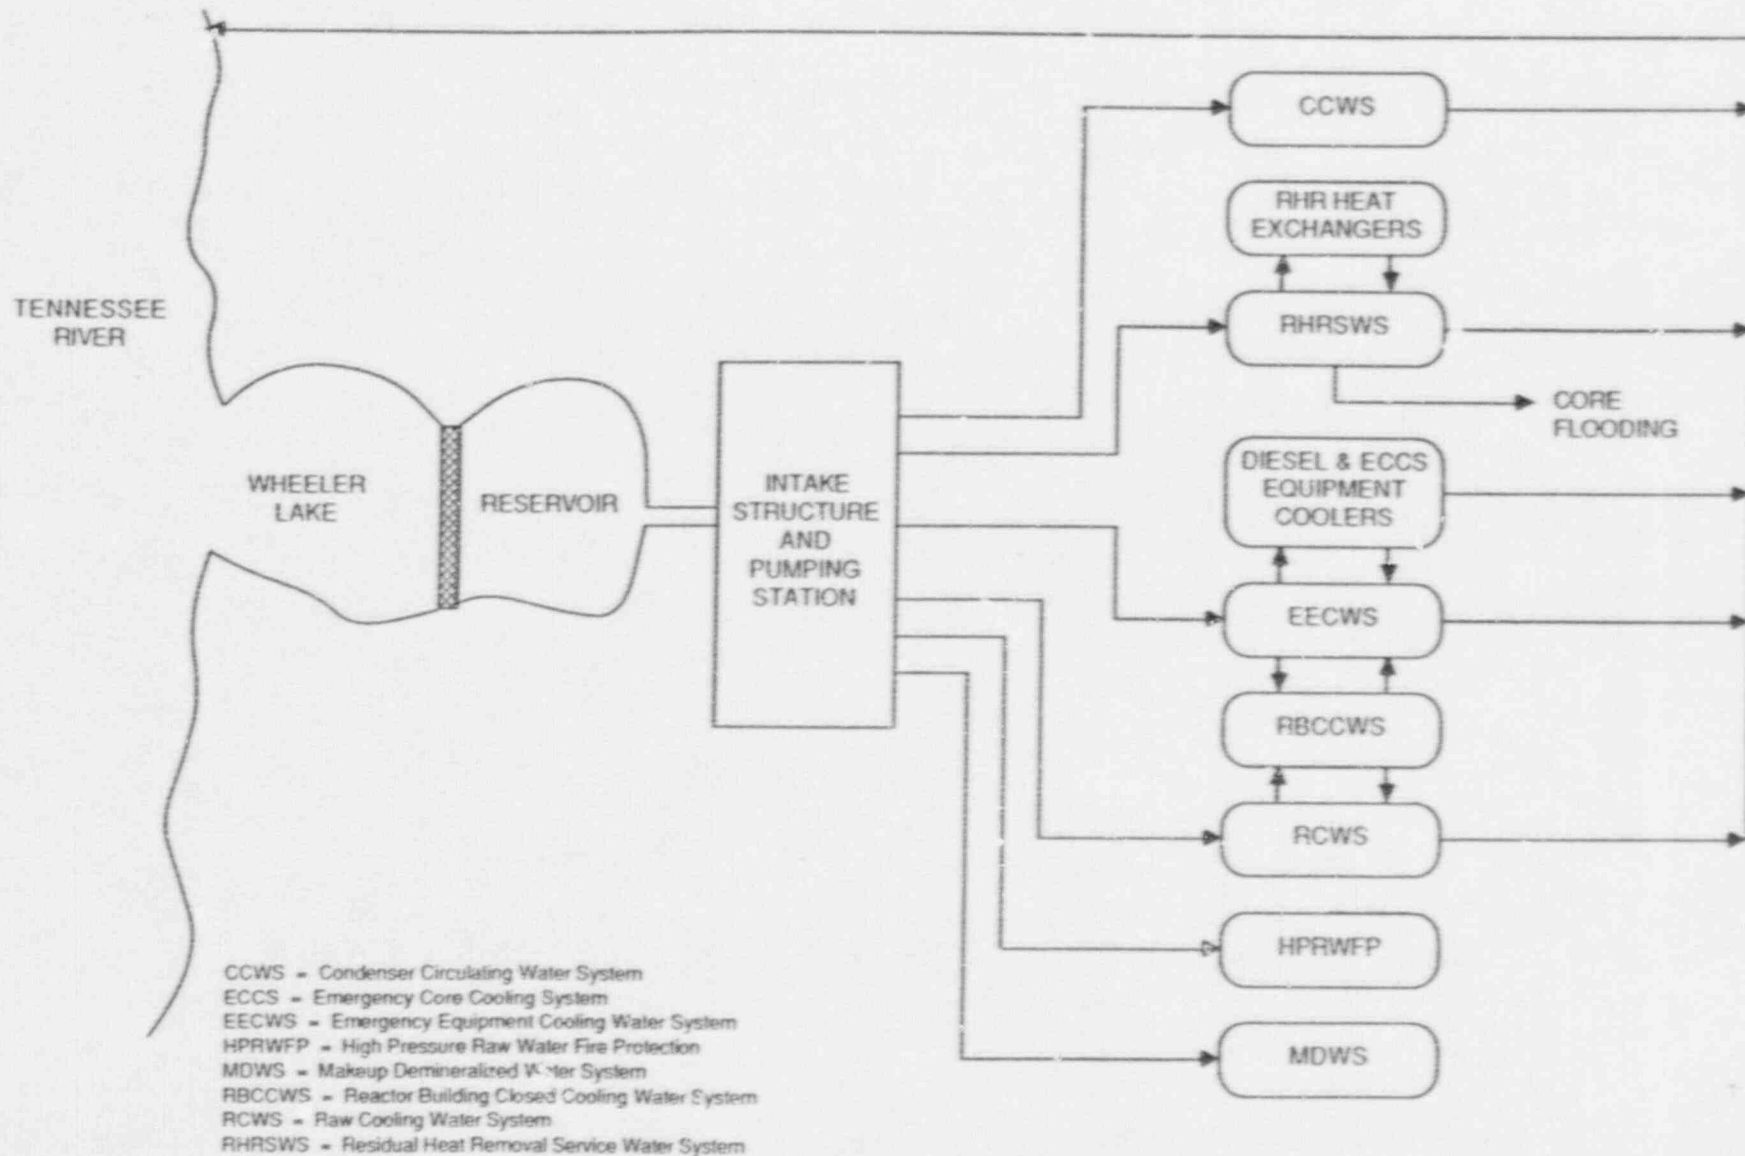 CCWS
RHR HEAT
EXCHANGERS
TENNESSEE
RIVER
RHRSWS
CORE
FLOODING
WHEELER
LAKE
RESERVOIR
INTAKE
STRUCTURE
AND
PUMPING
STATION
DIESEL & ECCS
EQUIPMENT
COOLERS
EECWS
RBCCWS
RCWS
HPRWFP
MDWS
CCWS = Condenser Circulating Water System
ECCS = Emergency Core Cooling System
EECWS = Emergency Equipment Cooling Water System
HPRWFP = High Pressure Raw Water Fire Protection
MDWS = Makeup Demineralized Water System
RBCCWS = Reactor Building Closed Cooling Water System
RCWS = Raw Cooling Water System
RHRSWS = Residual Heat Removal Service Water System